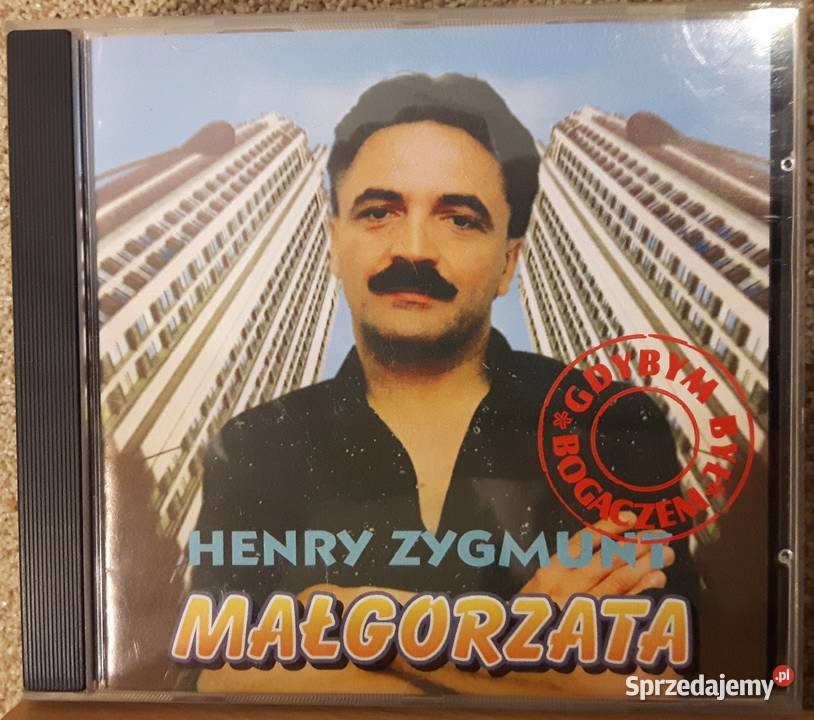 GDYBYM BYŁ
BOGACZEM
HENRY ZYGMUNT
MAŁGORZATA
Sprzedajemy.pl